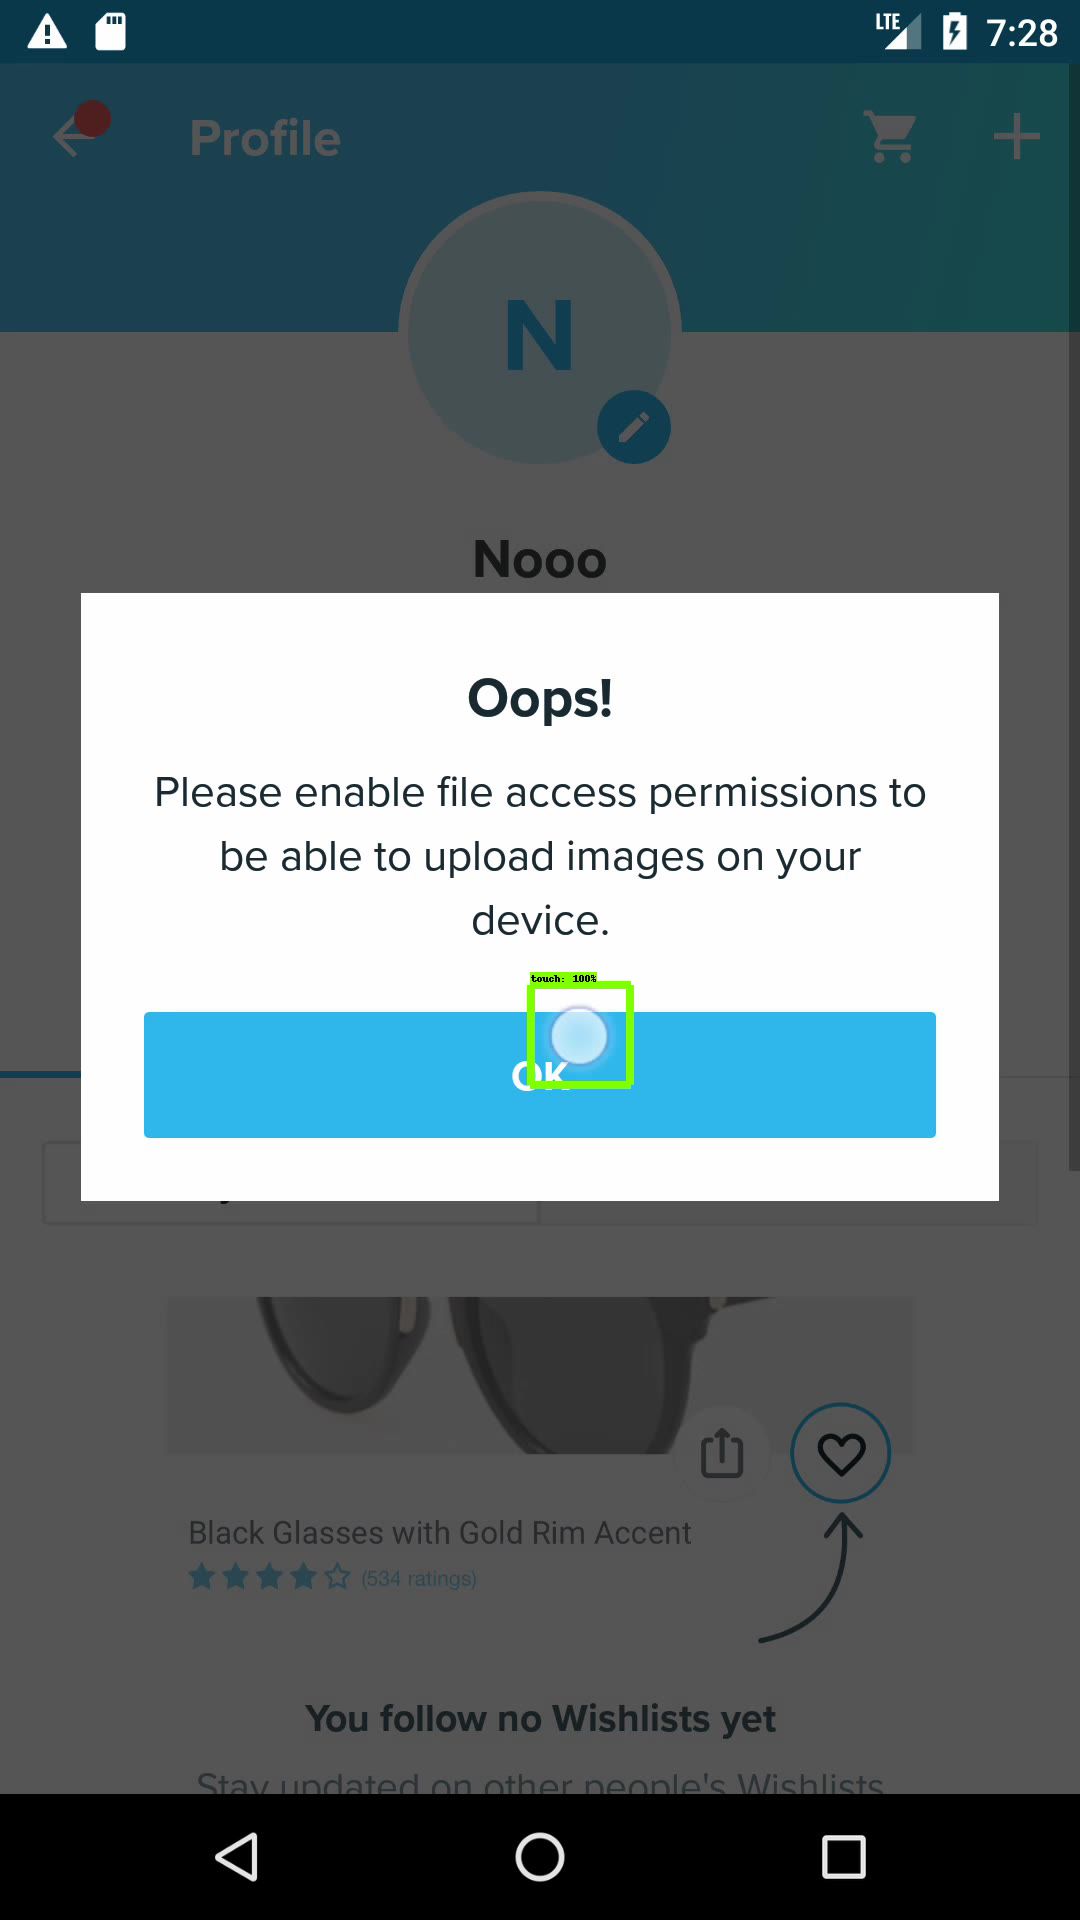 LTE 7:28
Profile
N
Nooo
Oops!
Please enable file access permissions to
be able to upload images on your
device.
touch: 100%
OK
Black Glasses with Gold Rim Accent
(534 ratings)
You follow no Wishlists yet
Stay updated on other people's Wishlists